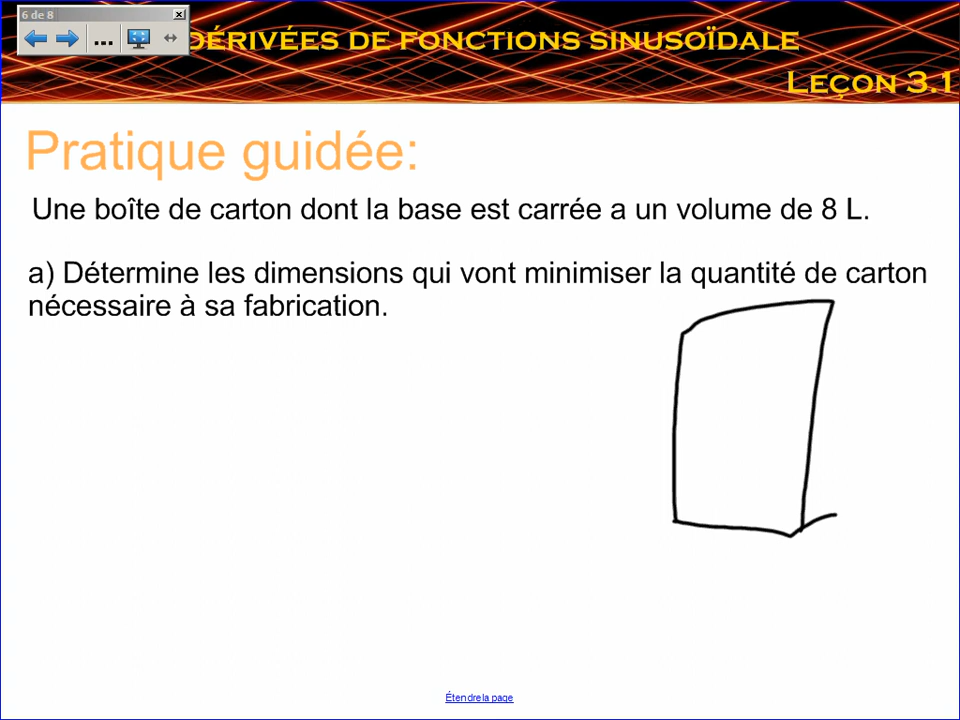 6 de 8
DÉRIVÉES DE FONCTIONS SINUSOÏDALE
LEÇON 3.1
Pratique guidée:
Une boîte de carton dont la base est carrée a un volume de 8 L.
a) Détermine les dimensions qui vont minimiser la quantité de carton
nécessaire à sa fabrication.
Étendre la page